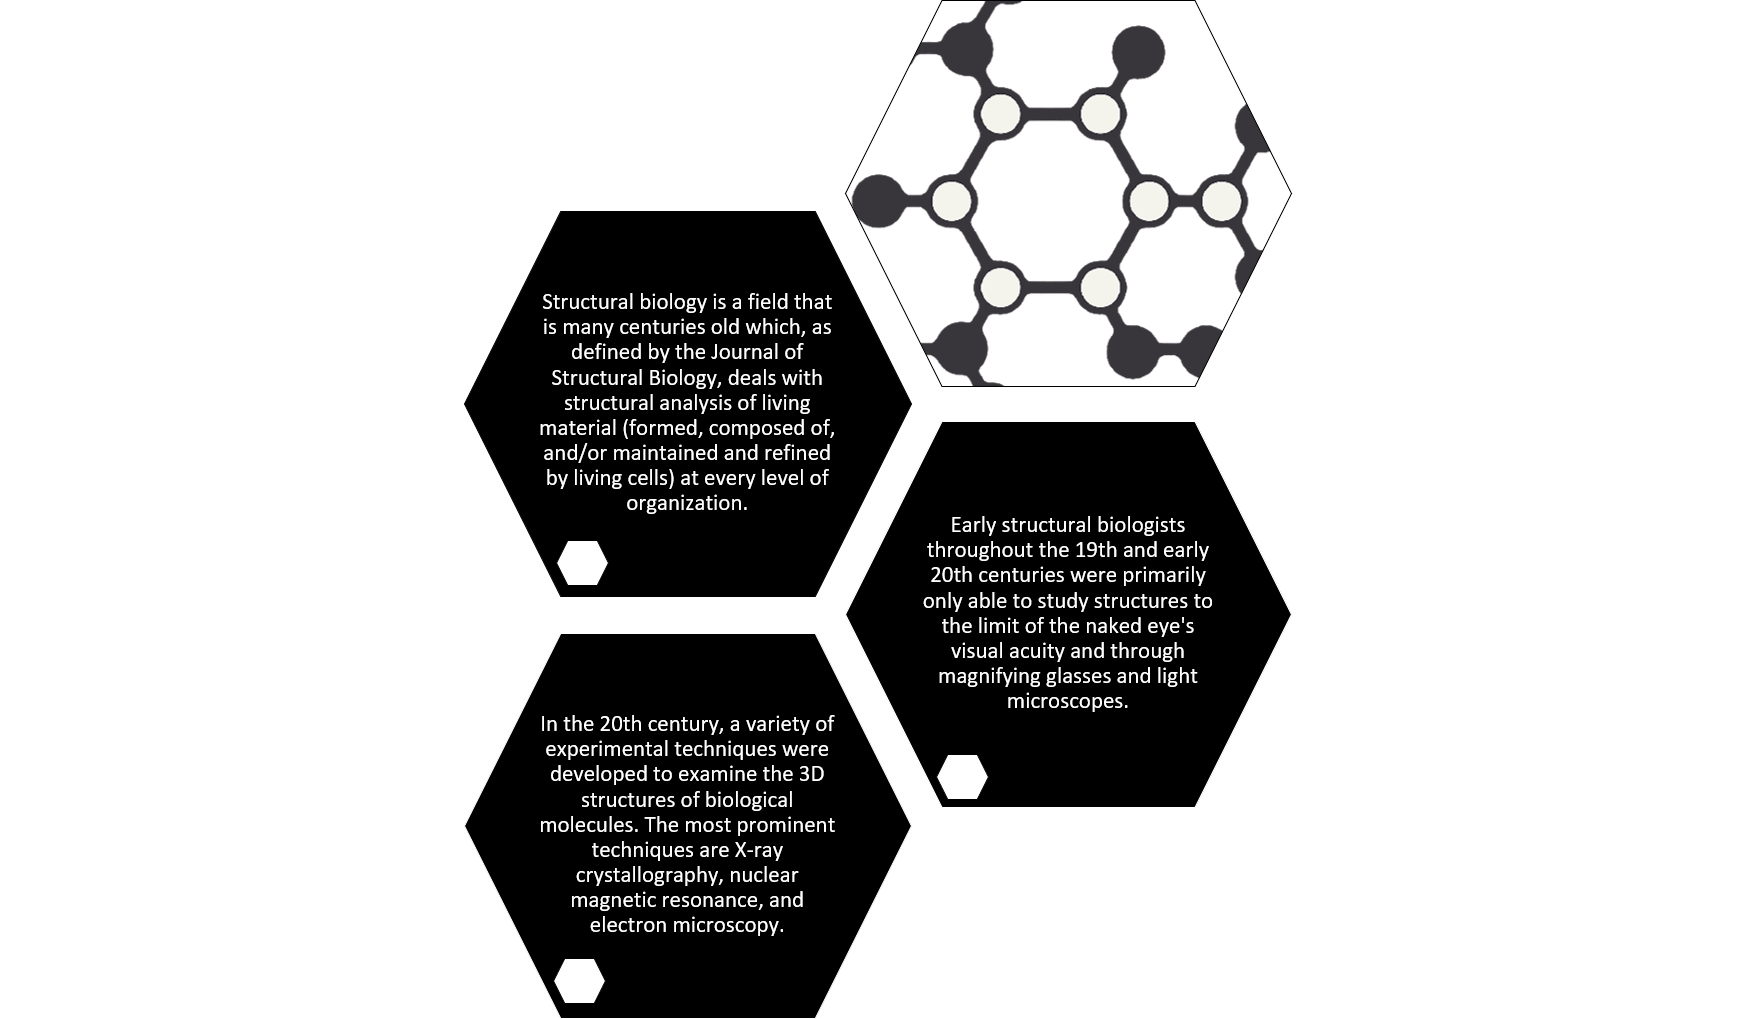 Structural biology is a field that
is many centuries old which, as
defined by the Journal of
Structural Biology, deals with
structural analysis of living
material (formed, composed of,
and/or maintained and refined
by living cells) at every level of
organization.
Early structural biologists
throughout the 19th and early
20th centuries were primarily
only able to study structures to
the limit of the naked eye's
visual acuity and through
magnifying glasses and light
microscopes.
In the 20th century, a variety of
experimental techniques were
developed to examine the 3D
structures of biological
molecules. The most prominent
techniques are X-ray
crystallography, nuclear
magnetic resonance, and
electron microscopy.